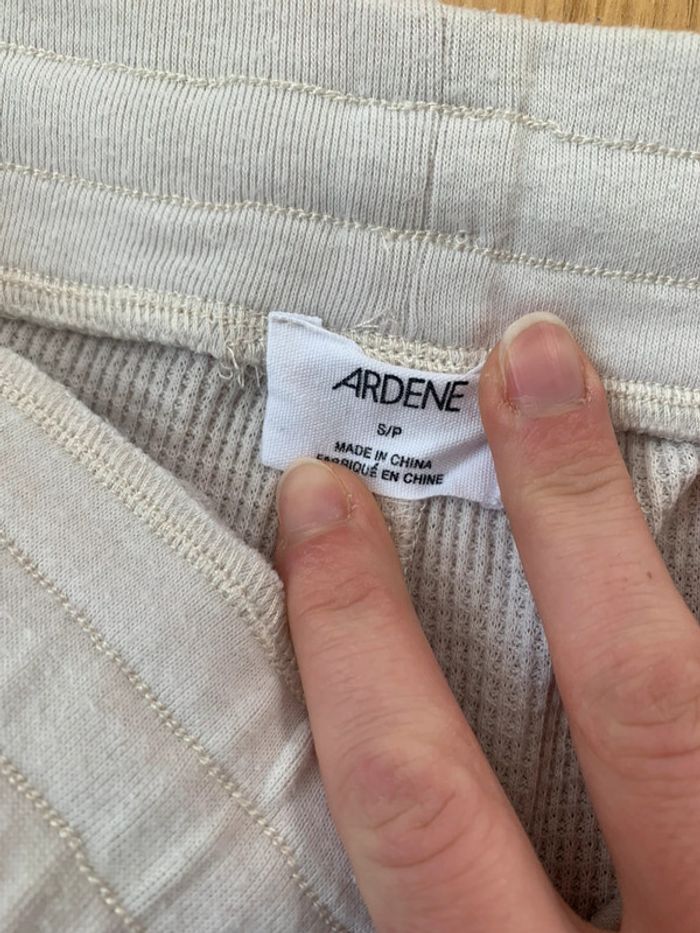 ARDENE
S/P
MADE IN CHINA
FABRIQUÉ EN CHINE